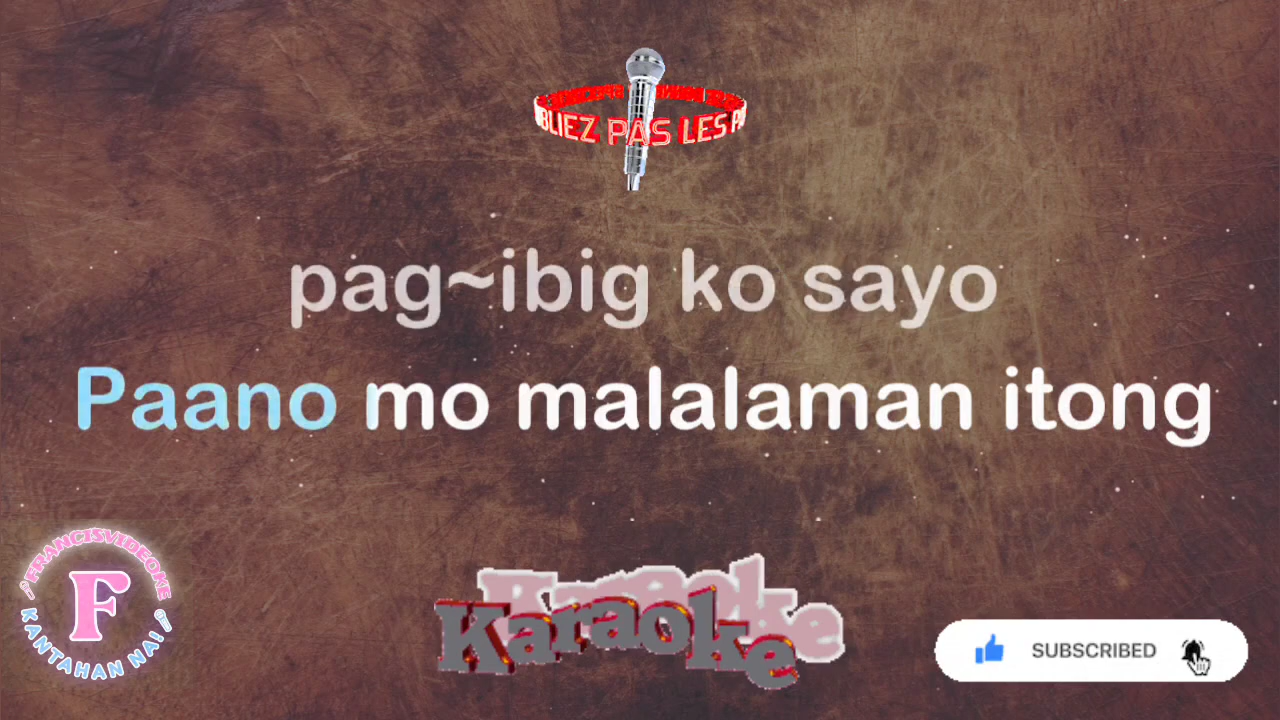 BLIEZ PAS LES
pag~ibig ko sayo
Paano mo malalaman itong
FRANCISVIDEOKE
F
KANTAHAN NA!
Karaoke
SUBSCRIBED